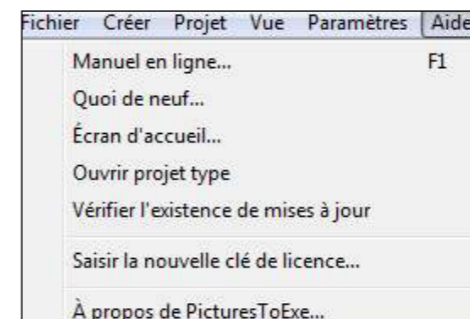 Fichier Créer Projet Vue Paramètres Aide
Manuel en ligne... F1
Quoi de neuf...
Écran d'accueil...
Ouvrir projet type
Vérifier l'existence de mises à jour
Saisir la nouvelle clé de licence...
À propos de PicturesToExe...